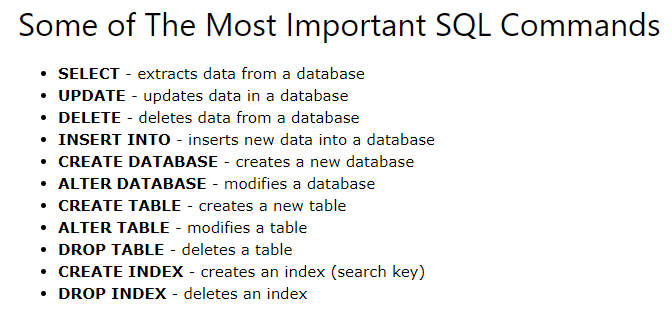 Some of The Most Important SQL Commands
• SELECT - extracts data from a database
• UPDATE - updates data in a database
• DELETE - deletes data from a database
• INSERT INTO - inserts new data into a database
• CREATE DATABASE - creates a new database
• ALTER DATABASE - modifies a database
• CREATE TABLE - creates a new table
• ALTER TABLE - modifies a table
• DROP TABLE - deletes a table
• CREATE INDEX - creates an index (search key)
• DROP INDEX - deletes an index